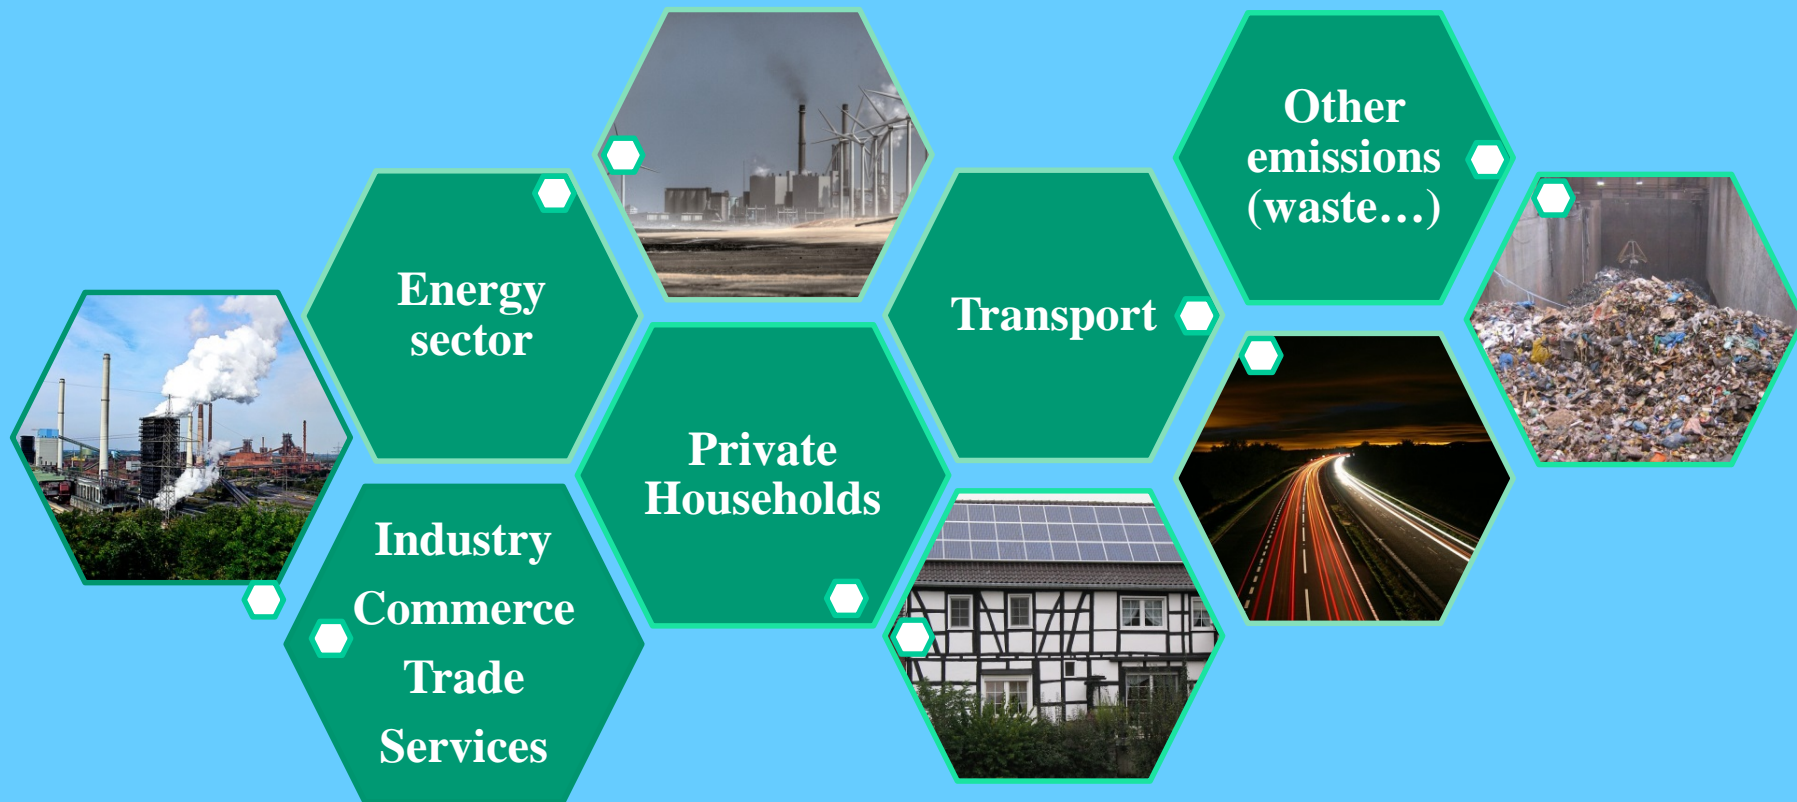 Energy
sector
Industry
Commerce
Trade
Services
Private
Households
Transport
Other
emissions
(waste…)